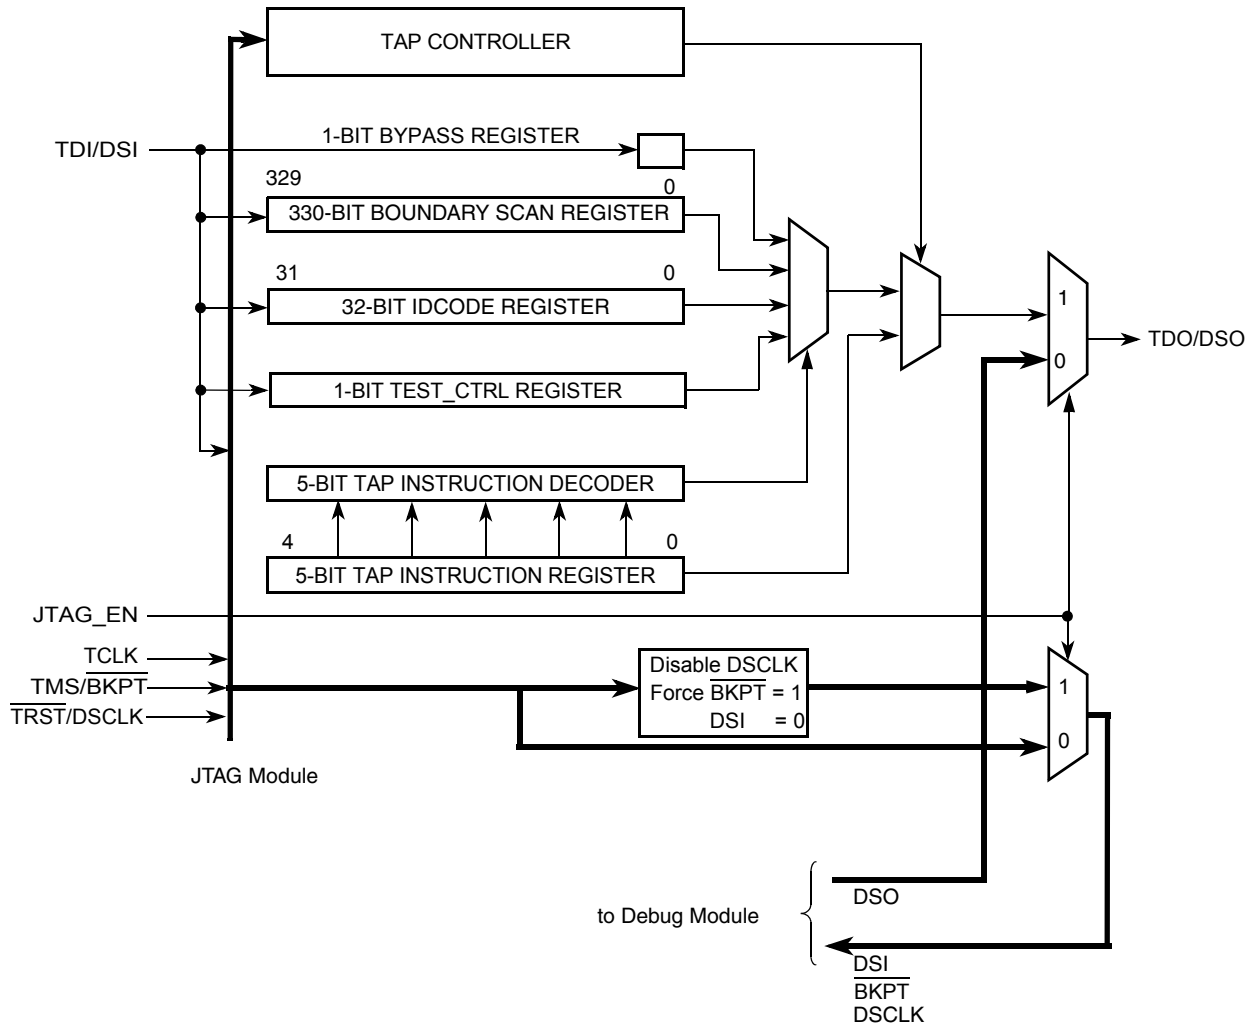 TAP CONTROLLER
1-BIT BYPASS REGISTER
TDI/DSI
329
0
330-BIT BOUNDARY SCAN REGISTER
31
0
32-BIT IDCODE REGISTER
1
TDO/DSO
0
1-BIT TEST_CTRL REGISTER
5-BIT TAP INSTRUCTION DECODER
4
0
5-BIT TAP INSTRUCTION REGISTER
JTAG_EN
TCLK
TMS/BKPT
TRST/DSCLK
Disable DSCLK
Force BKPT = 1
DSI = 0
1
0
JTAG Module
to Debug Module
DSO
DSI
BKPT
DSCLK